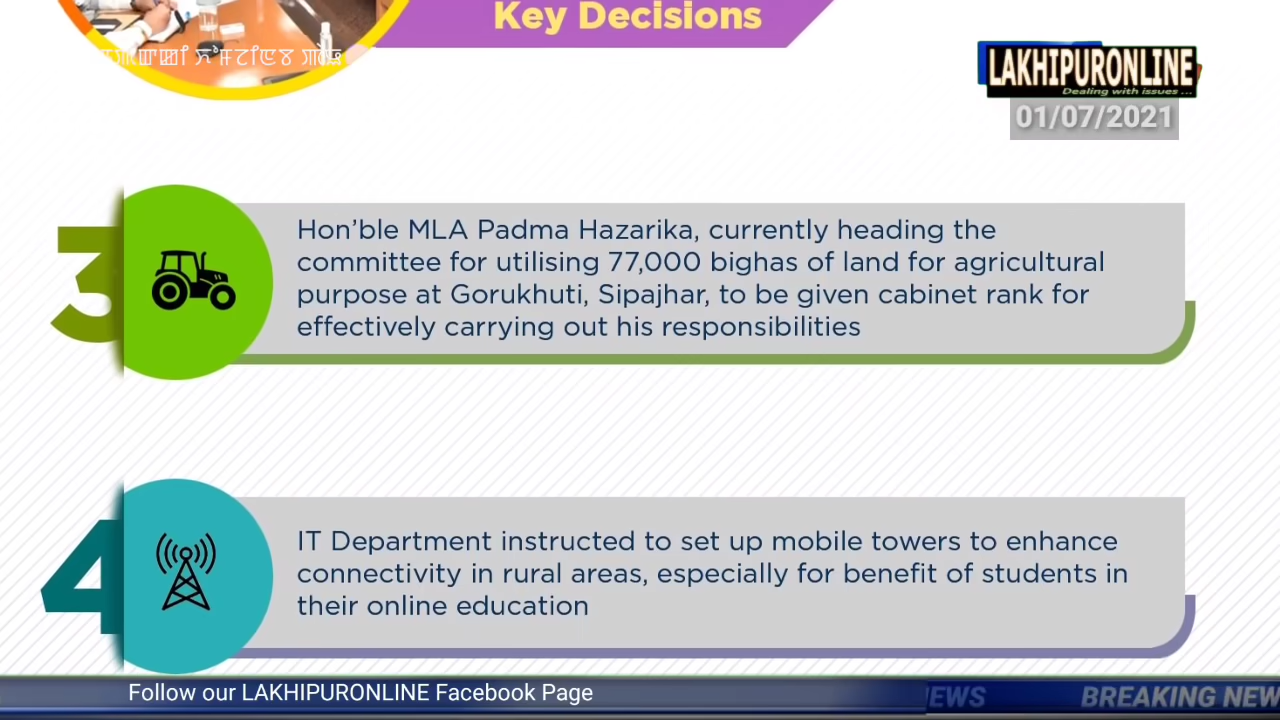 Key Decisions
LAKHIPURONLINE
Dealing with issues ...
01/07/2021
3
Hon’ble MLA Padma Hazarika, currently heading the
committee for utilising 77,000 bighas of land for agricultural
purpose at Gorukhuti, Sipajhar, to be given cabinet rank for
effectively carrying out his responsibilities
4
IT Department instructed to set up mobile towers to enhance
connectivity in rural areas, especially for benefit of students in
their online education
Follow our LAKHIPURONLINE Facebook Page
BREAKING